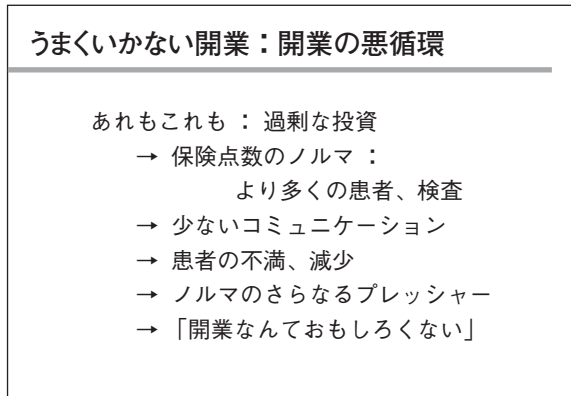 うまくいかない開業：開業の悪循環
あれもこれも ： 過剰な投資
→ 保険点数のノルマ ：
より多くの患者、検査
→ 少ないコミュニケーション
→ 患者の不満、減少
→ ノルマのさらなるプレッシャー
→ 「開業なんておもしろくない」